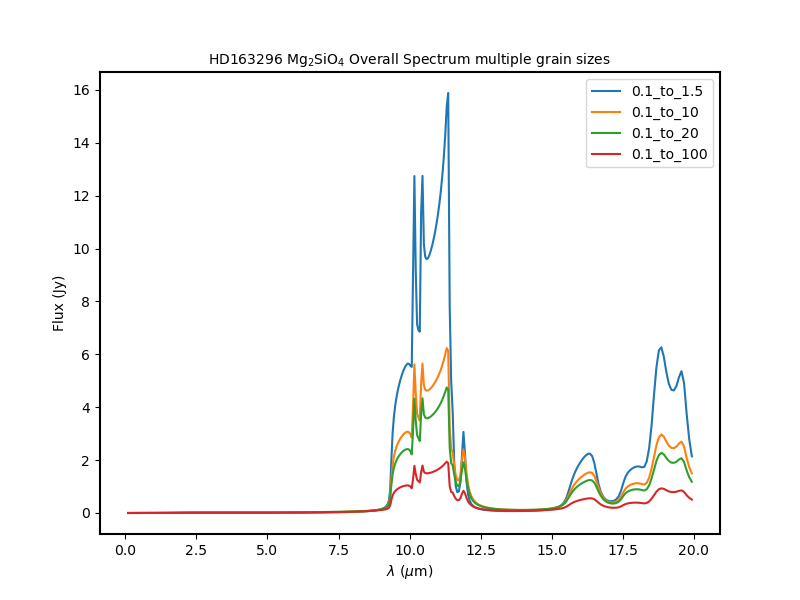 HD163296 Mg₂SiO₄ Overall Spectrum multiple grain sizes
0.1_to_1.5
0.1_to_10
0.1_to_20
0.1_to_100
16
14
12
10
8
6
4
2
0
Flux (Jy)
0.0 2.5 5.0 7.5 10.0 12.5 15.0 17.5 20.0
λ (μm)